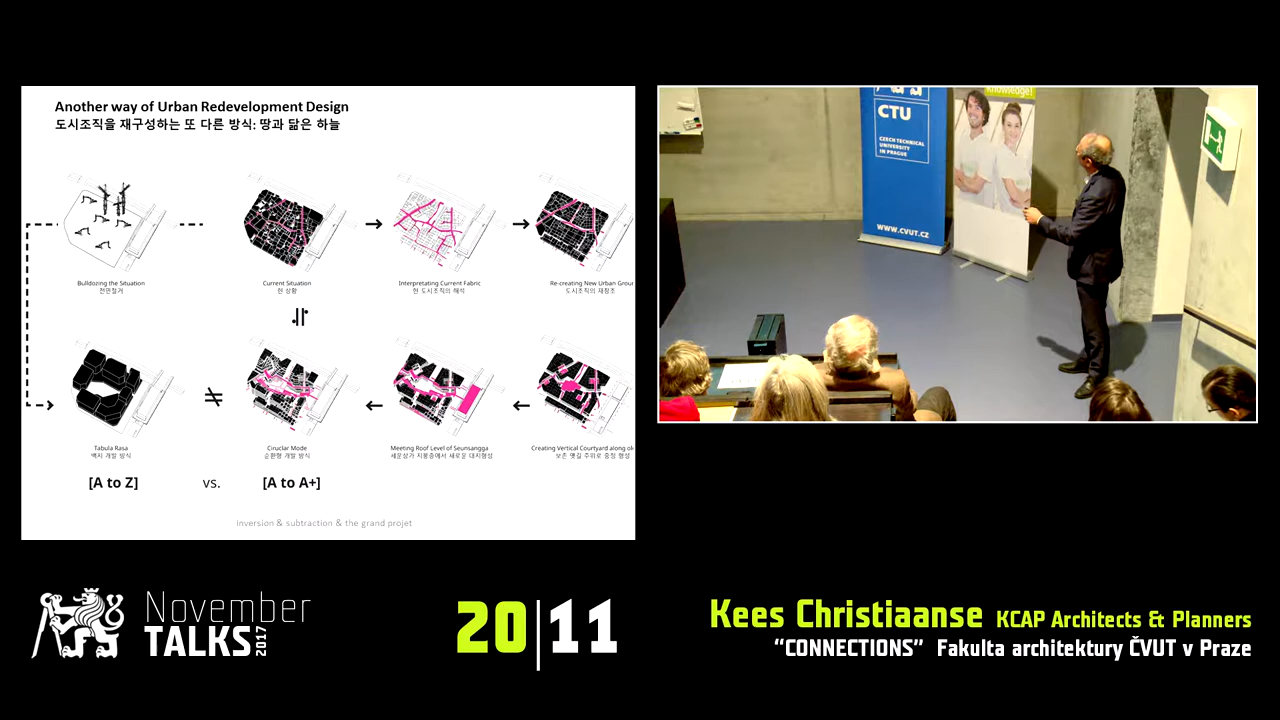 Another way of Urban Redevelopment Design
도시조직을 재구성하는 또 다른 방식: 땅과 닮은 하늘
Bulldozing the Situation
전면철거
Current Situation
현 상황
Interpretating Current Fabric
현 도시조직의 해석
Re-creating New Urban Grour
도시조직의 재창조
Tabula Rasa
백지 개발 방식
Ciruclar Mode
순환형 개발 방식
Meeting Roof Level of Seunsangga
세운상가 지붕층에서 새로운 대지형성
Creating Vertical Courtyard along ol
보존 옛길 주위로 중정 형성
[A to Z]
vs.
[A to A+]
inversion & subtraction & the grand projet
knowledge!
CTU
CZECH TECHNICAL
UNIVERSITY
IN PRAGUE
WWW.CVUT.CZ
November
TALKS 2017
20|11
Kees Christiaanse KCAP Architects & Planners
“CONNECTIONS” Fakulta architektury ČVUT v Praze